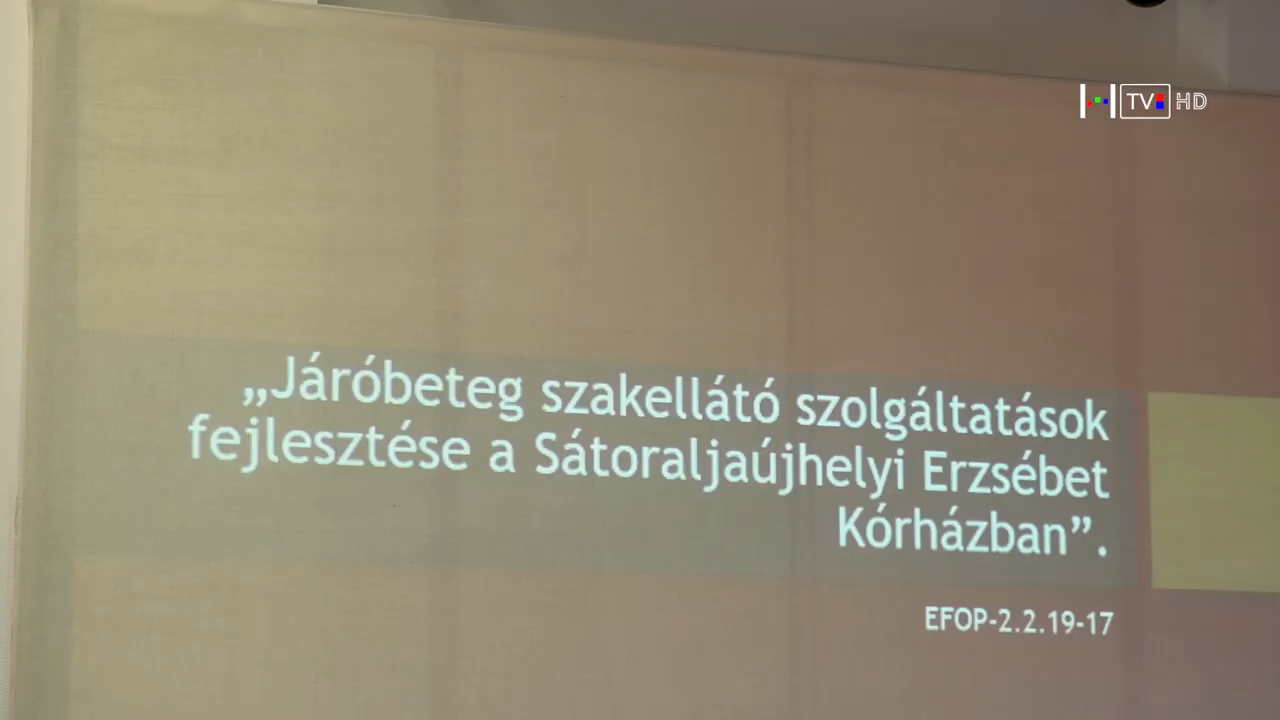 TV HD
„Járóbeteg szakellátó szolgáltatások
fejlesztése a Sátoraljaújhelyi Erzsébet
Kórházban”.
EFOP-2.2.19-17